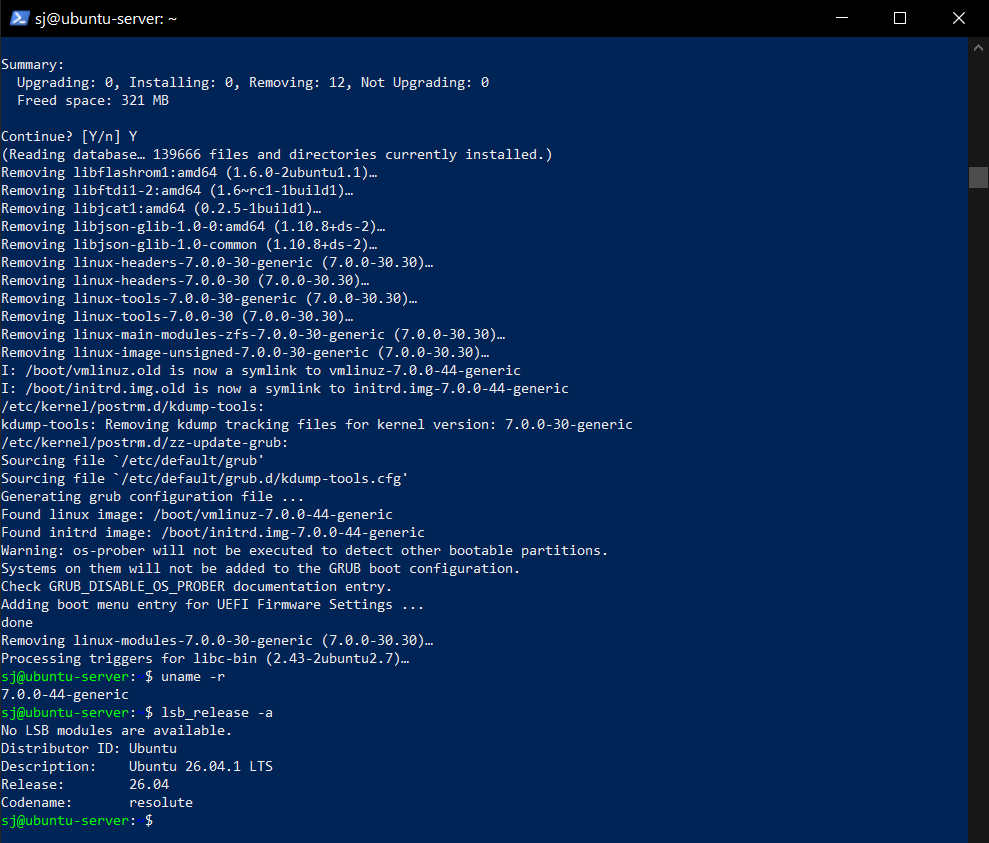 sj@ubuntu-server: ~
Summary:
  Upgrading: 0, Installing: 0, Removing: 12, Not Upgrading: 0
  Freed space: 321 MB
Continue? [Y/n] Y
(Reading database… 139666 files and directories currently installed.)
Removing libflashrom1:amd64 (1.6.0-2ubuntu1.1)…
Removing libftdi1-2:amd64 (1.6~rc1-1build1)…
Removing libjcat1:amd64 (0.2.5-1build1)…
Removing libjson-glib-1.0-0:amd64 (1.10.8+ds-2)…
Removing libjson-glib-1.0-common (1.10.8+ds-2)…
Removing linux-headers-7.0.0-30-generic (7.0.0-30.30)…
Removing linux-headers-7.0.0-30 (7.0.0-30.30)…
Removing linux-tools-7.0.0-30-generic (7.0.0-30.30)…
Removing linux-tools-7.0.0-30 (7.0.0-30.30)…
Removing linux-main-modules-zfs-7.0.0-30-generic (7.0.0-30.30)…
Removing linux-image-unsigned-7.0.0-30-generic (7.0.0-30.30)…
I: /boot/vmlinuz.old is now a symlink to vmlinuz-7.0.0-44-generic
I: /boot/initrd.img.old is now a symlink to initrd.img-7.0.0-44-generic
/etc/kernel/postrm.d/kdump-tools:
kdump-tools: Removing kdump tracking files for kernel version: 7.0.0-30-generic
/etc/kernel/postrm.d/zz-update-grub:
Sourcing file `/etc/default/grub'
Sourcing file `/etc/default/grub.d/kdump-tools.cfg'
Generating grub configuration file ...
Found linux image: /boot/vmlinuz-7.0.0-44-generic
Found initrd image: /boot/initrd.img-7.0.0-44-generic
Warning: os-prober will not be executed to detect other bootable partitions.
Systems on them will not be added to the GRUB boot configuration.
Check GRUB_DISABLE_OS_PROBER documentation entry.
Adding boot menu entry for UEFI Firmware Settings ...
done
Removing linux-modules-7.0.0-30-generic (7.0.0-30.30)…
Processing triggers for libc-bin (2.43-2ubuntu2.7)…
sj@ubuntu-server: $ uname -r
7.0.0-44-generic
sj@ubuntu-server: $ lsb_release -a
No LSB modules are available.
Distributor ID: Ubuntu
Description:    Ubuntu 26.04.1 LTS
Release:        26.04
Codename:       resolute
sj@ubuntu-server: $